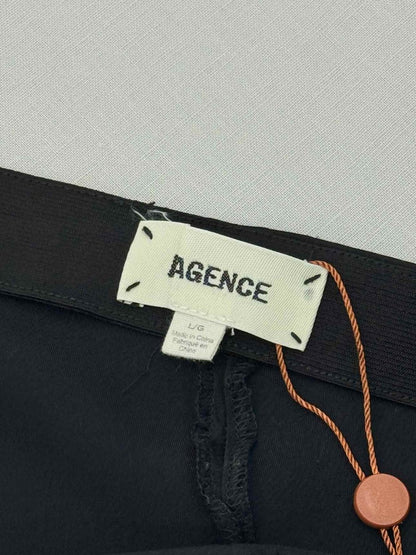 AGENCE
L/G
Made in China
Fabriqué en
Chine